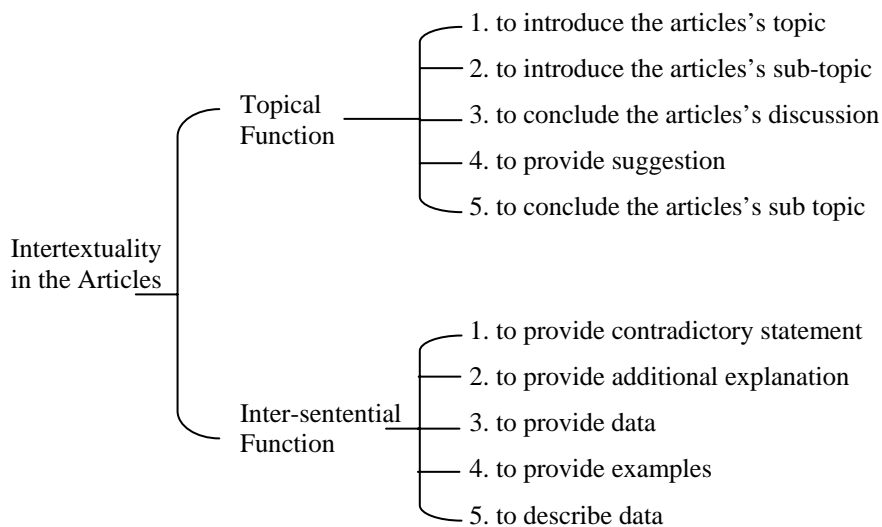 Intertextuality
in the Articles
Topical
Function
1. to introduce the articles’s topic
2. to introduce the articles’s sub-topic
3. to conclude the articles’s discussion
4. to provide suggestion
5. to conclude the articles’s sub topic
Inter-sentential
Function
1. to provide contradictory statement
2. to provide additional explanation
3. to provide data
4. to provide examples
5. to describe data